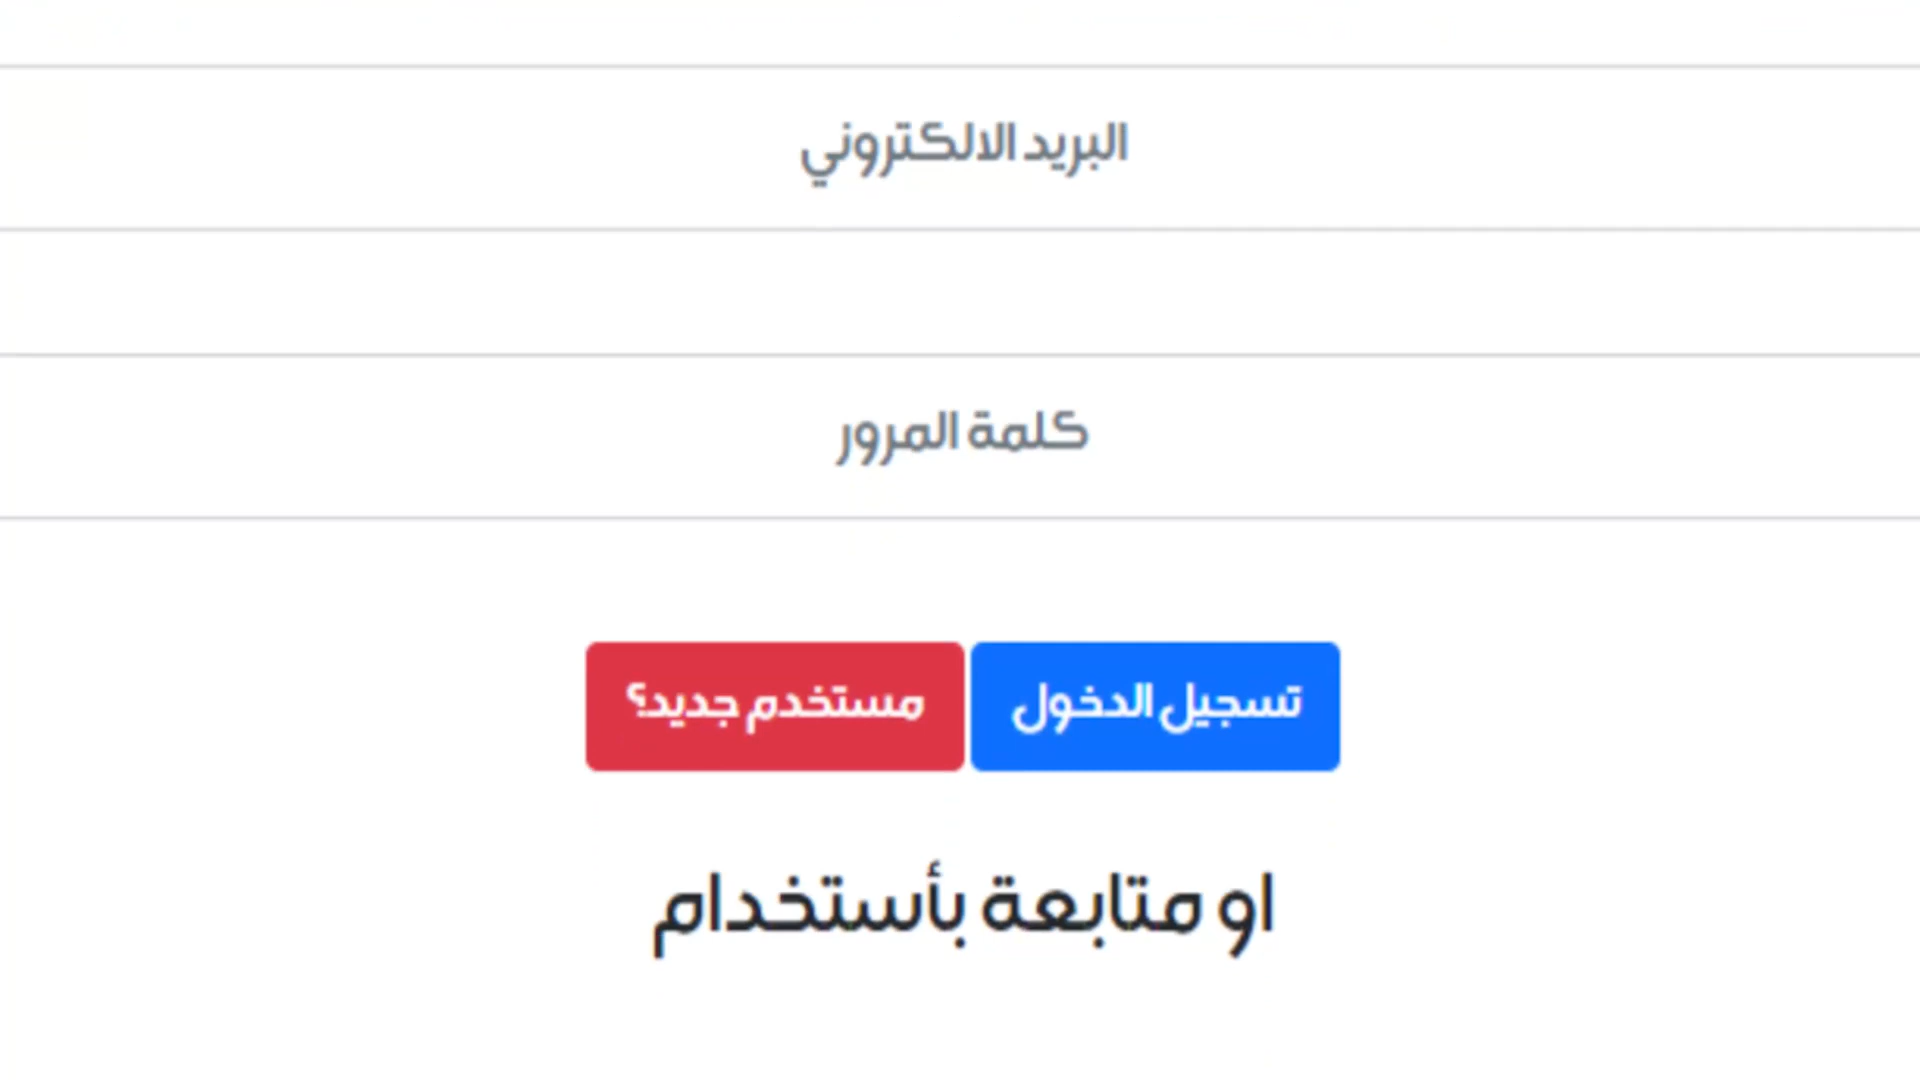 البريد الالكتروني
كلمة المرور
تسجيل الدخول
مستخدم جديد؟
او متابعة بأستخدام